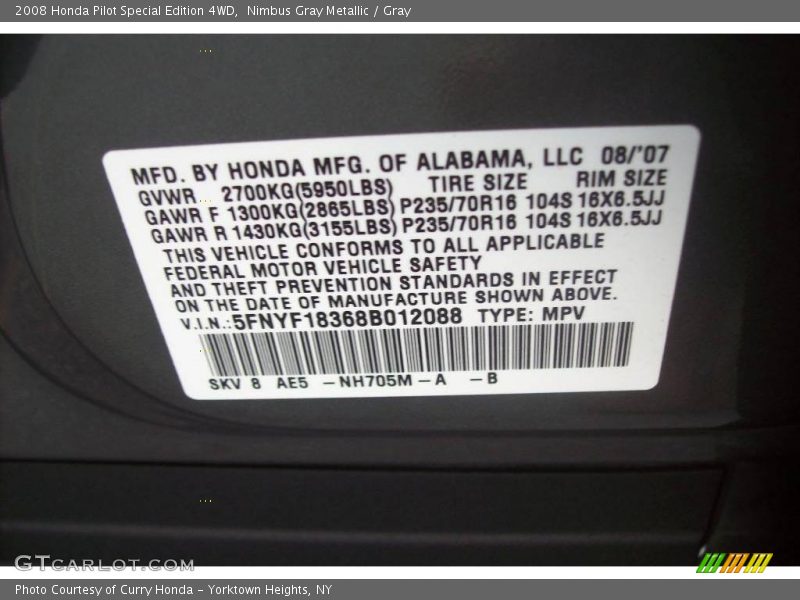 2008 Honda Pilot Special Edition 4WD, Nimbus Gray Metallic / Gray
MFD. BY HONDA MFG. OF ALABAMA, LLC 08/'07
GVWR 2700KG(5950LBS) TIRE SIZE RIM SIZE
GAWR F 1300KG(2865LBS) P235/70R16 104S 16X6.5JJ
GAWR R 1430KG(3155LBS) P235/70R16 104S 16X6.5JJ
THIS VEHICLE CONFORMS TO ALL APPLICABLE
FEDERAL MOTOR VEHICLE SAFETY
AND THEFT PREVENTION STANDARDS IN EFFECT
ON THE DATE OF MANUFACTURE SHOWN ABOVE.
V.I.N.:5FNYF18368B012088 TYPE: MPV
SKV 8 AE5 -NH705M-A -B
GTCARLOT.COM
Photo Courtesy of Curry Honda - Yorktown Heights, NY